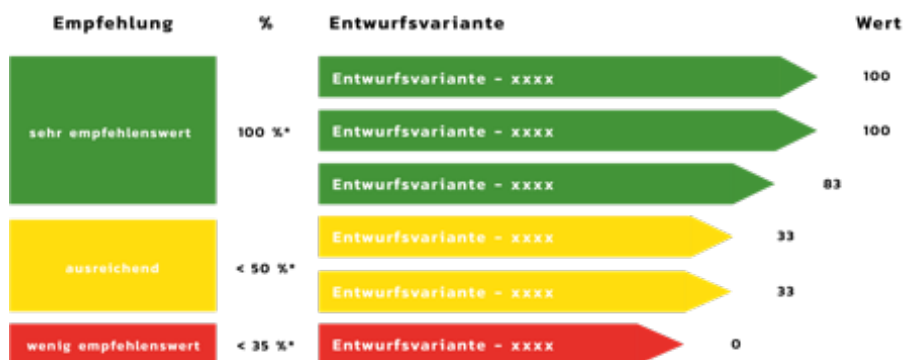 Empfehlung % Entwurfsvariante Wert
Entwurfsvariante - xxxx 100
sehr empfehlenswert 100 %* Entwurfsvariante - xxxx 100
Entwurfsvariante - xxxx 83
Entwurfsvariante - xxxx 33
ausreichend < 50 %*
Entwurfsvariante - xxxx 33
wenig empfehlenswert < 35 %* Entwurfsvariante - xxxx 0